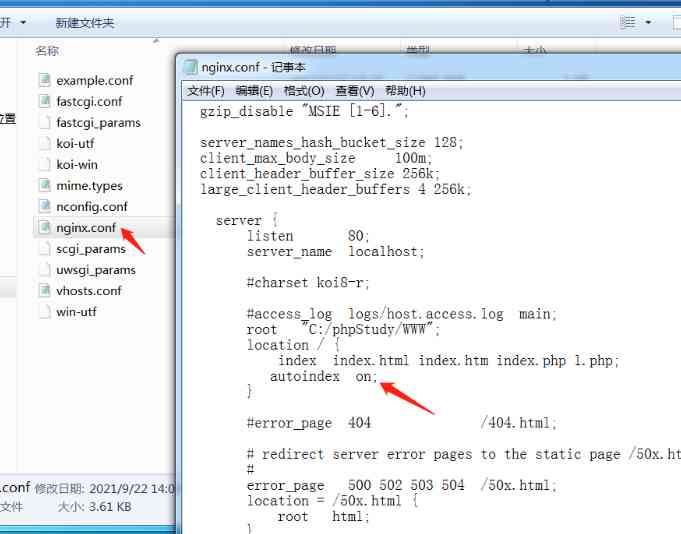 开
新建文件夹
名称
修改日期
类型
大小
位置
example.conf
fastcgi.conf
fastcgi_params
koi-utf
koi-win
mime.types
nconfig.conf
nginx.conf
scgi_params
uwsgi_params
vhosts.conf
win-utf
.conf 修改日期: 2021/9/22 14:0
文件 大小: 3.61 KB
nginx.conf - 记事本
文件(F) 编辑(E) 格式(O) 查看(V) 帮助(H)
gzip_disable "MSIE [1-6].";
server_names_hash_bucket_size 128;
client_max_body_size 100m;
client_header_buffer_size 256k;
large_client_header_buffers 4 256k;
server {
listen 80;
server_name localhost;
#charset koi8-r;
#access_log logs/host.access.log main;
root "C:/phpStudy/WWW";
location / {
index index.html index.htm index.php l.php;
autoindex on;
}
#error_page 404 /404.html;
# redirect server error pages to the static page /50x.ht
#
error_page 500 502 503 504 /50x.html;
location = /50x.html {
root html;
}